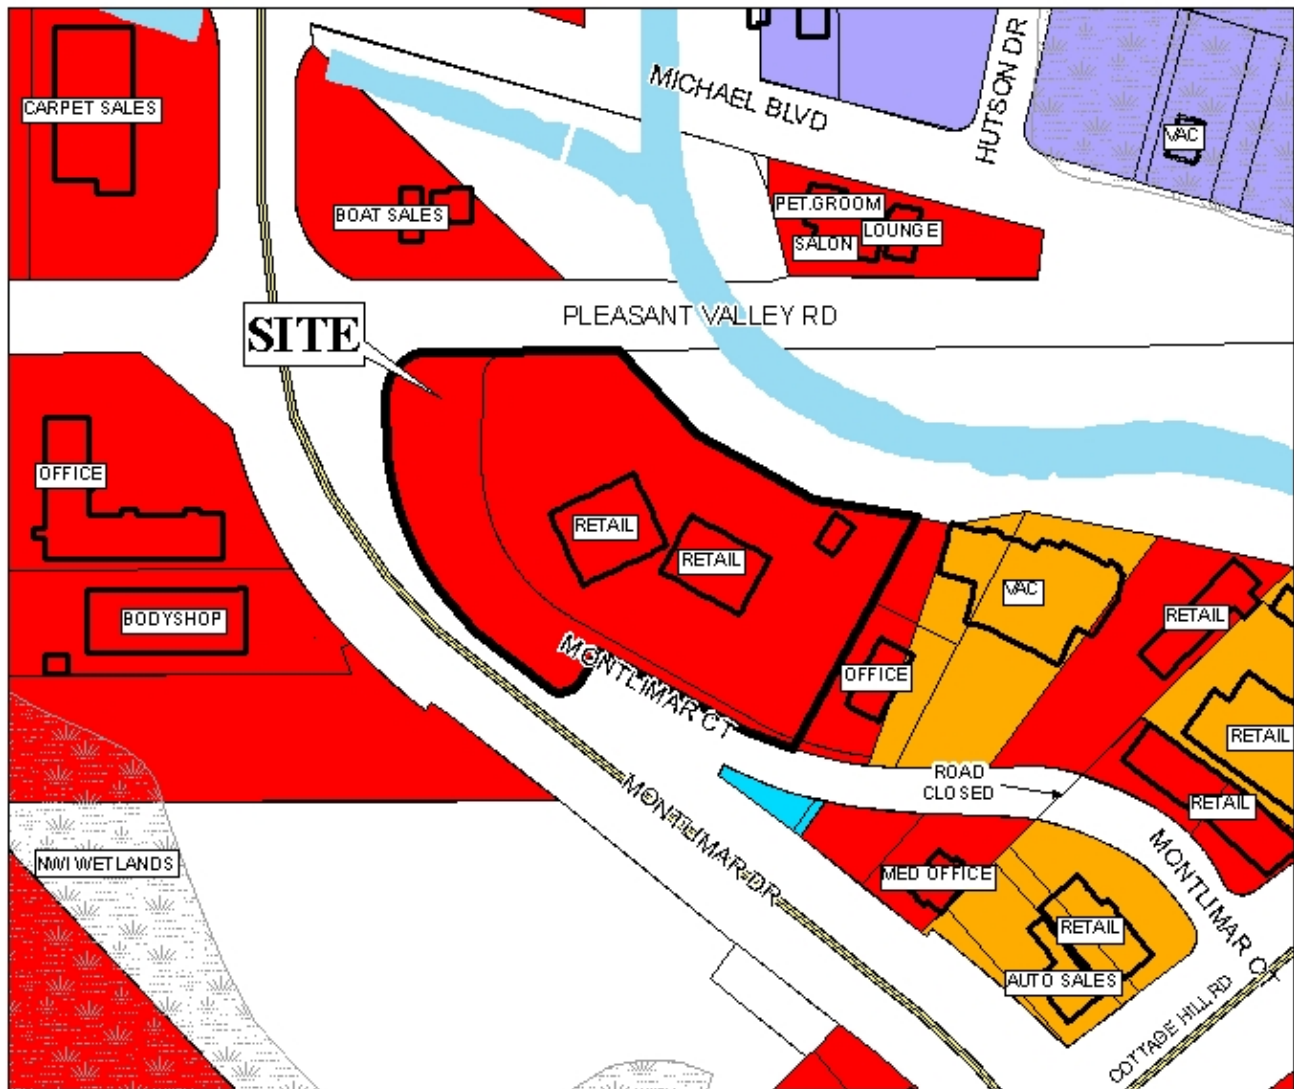 CARPET SALES
MICHAEL BLVD
HUTSON DR
VAC
BOAT SALES
PET.GROOM
LOUNGE
SALON
PLEASANT VALLEY RD
SITE
OFFICE
RETAIL
RETAIL
VAC
RETAIL
BODYSHOP
MONTLIMAR CT
OFFICE
RETAIL
ROAD
CLOSED
RETAIL
MONTLIMAR DR
NWI WETLANDS
MED OFFICE
MONTLIMAR CT
RETAIL
AUTO SALES
COTTAGE HILL RD